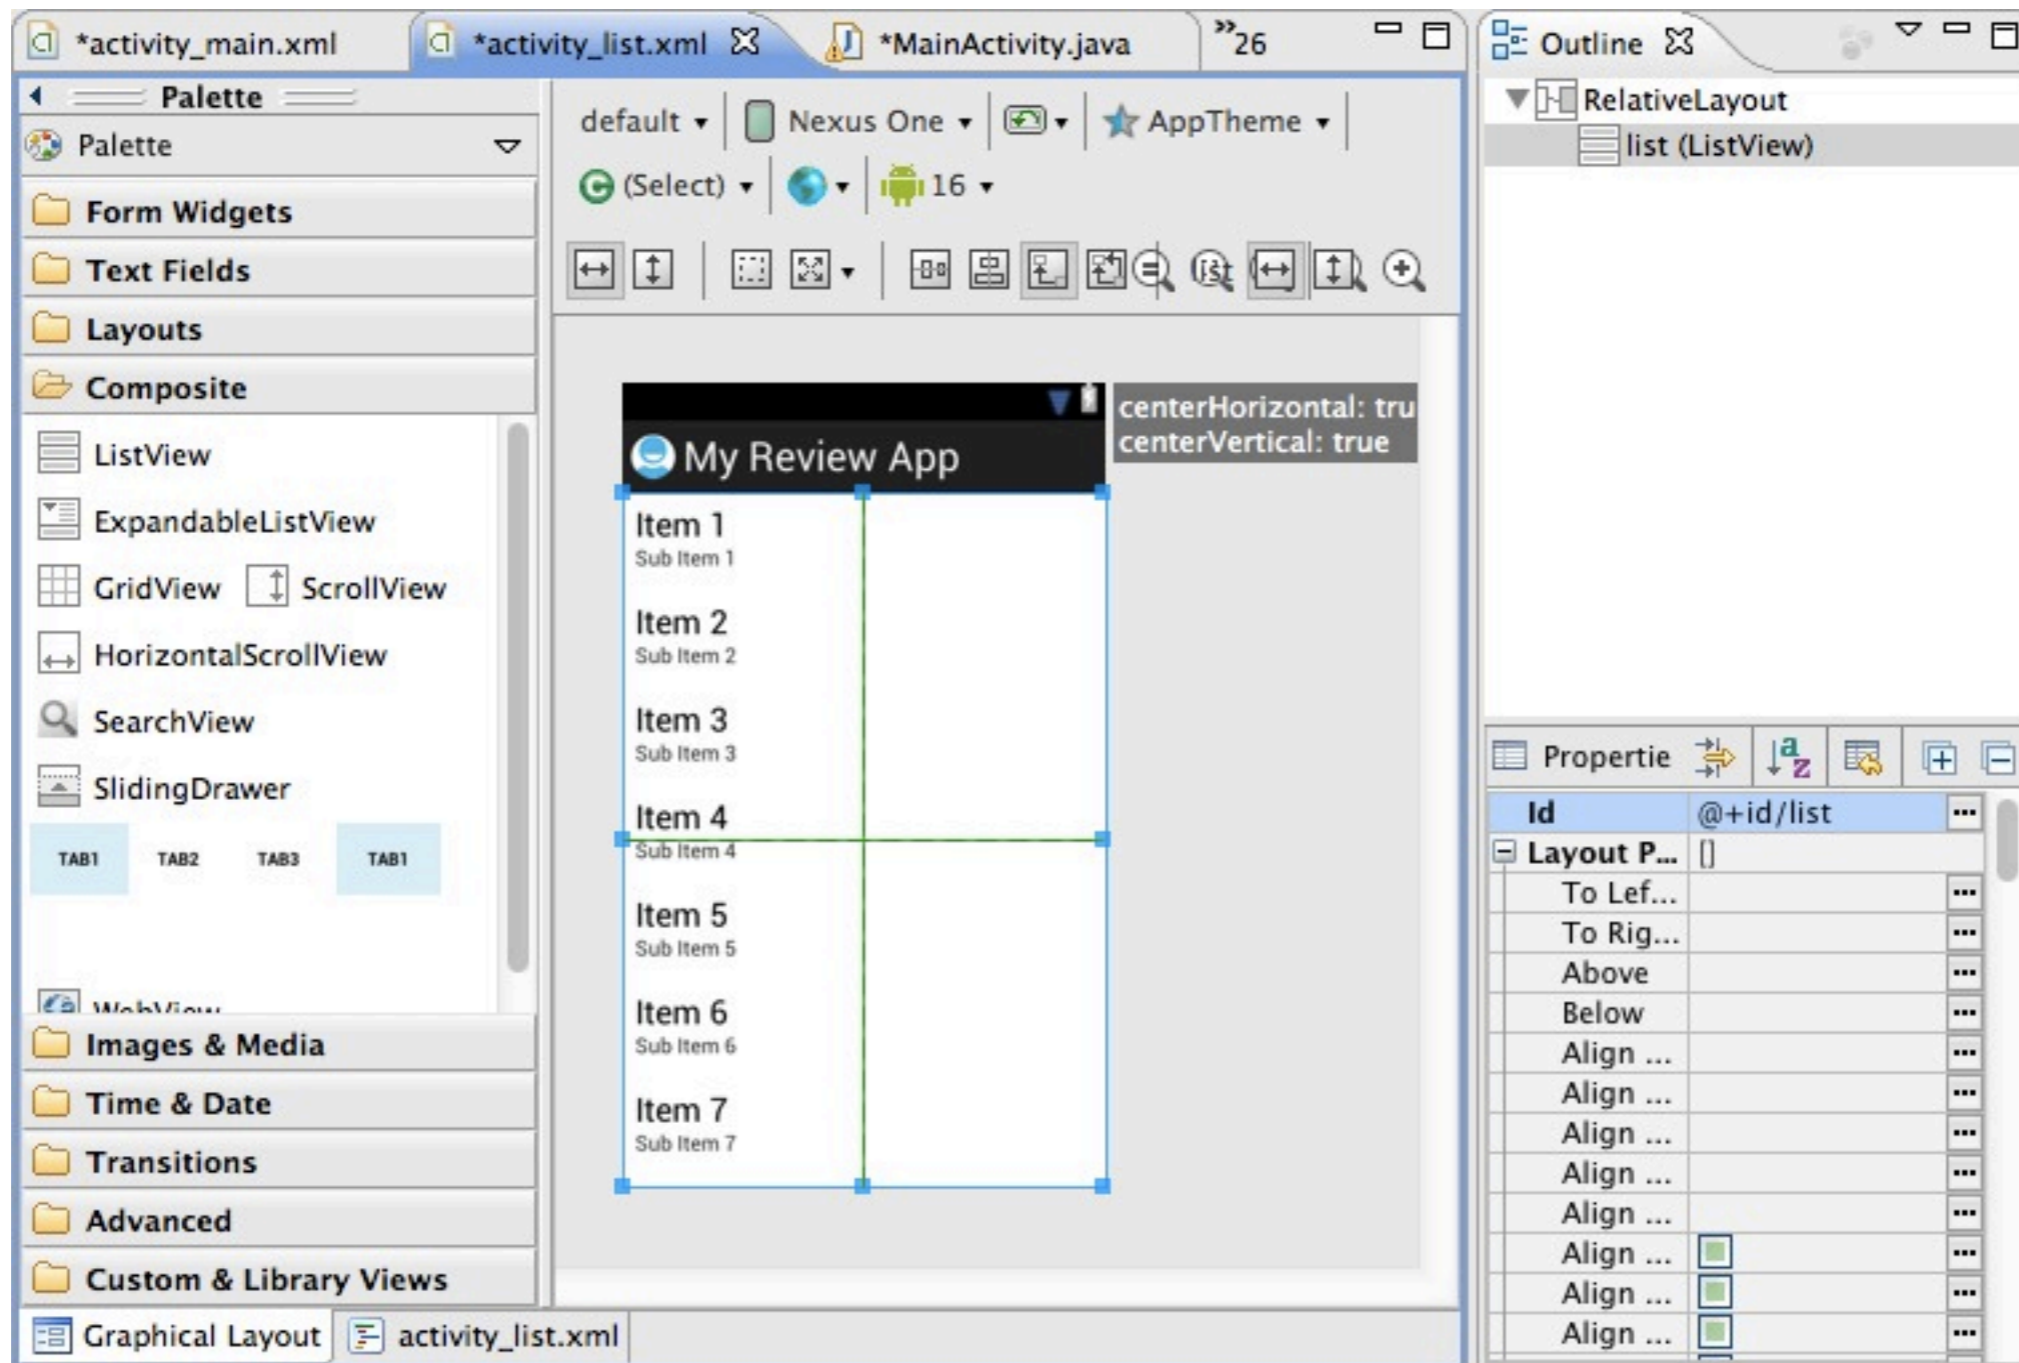 *activity_main.xml
*activity_list.xml
*MainActivity.java
»26
Palette
Palette
Form Widgets
Text Fields
Layouts
Composite
ListView
ExpandableListView
GridView ScrollView
HorizontalScrollView
SearchView
SlidingDrawer
TAB1 TAB2 TAB3 TAB1
WebView
Images & Media
Time & Date
Transitions
Advanced
Custom & Library Views
Graphical Layout
activity_list.xml
default
Nexus One
AppTheme
(Select)
16
My Review App
centerHorizontal: tru
centerVertical: true
Item 1
Sub Item 1
Item 2
Sub Item 2
Item 3
Sub Item 3
Item 4
Sub Item 4
Item 5
Sub Item 5
Item 6
Sub Item 6
Item 7
Sub Item 7
Outline
RelativeLayout
list (ListView)
Propertie
Id @+id/list ...
Layout P... []
To Lef... ...
To Rig... ...
Above ...
Below ...
Align ... ...
Align ... ...
Align ... ...
Align ... ...
Align ... ...
Align ... ...
Align ... ...
Align ... ...